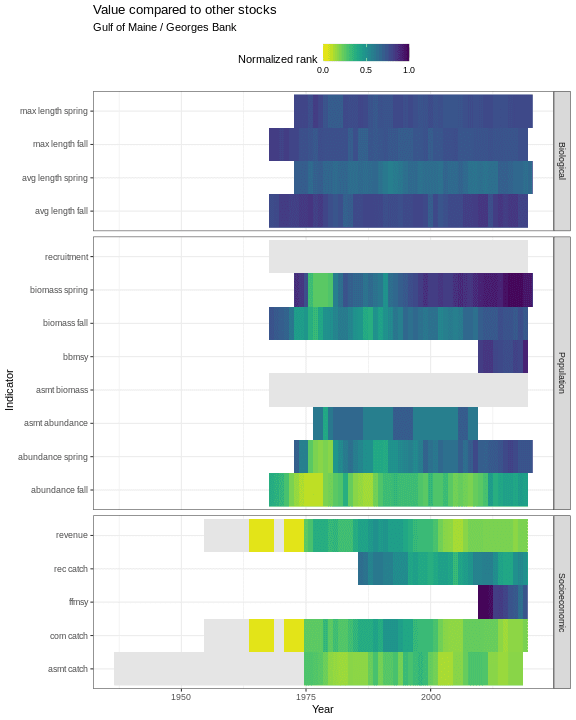 Value compared to other stocks
Gulf of Maine / Georges Bank
Normalized rank
0.0 0.5 1.0
max length spring
max length fall
avg length spring
avg length fall
Biological
recruitment
biomass spring
biomass fall
bbmsy
asmt biomass
asmt abundance
abundance spring
abundance fall
Population
Indicator
revenue
rec catch
ffmsy
com catch
asmt catch
Socioeconomic
1950 1975 2000
Year